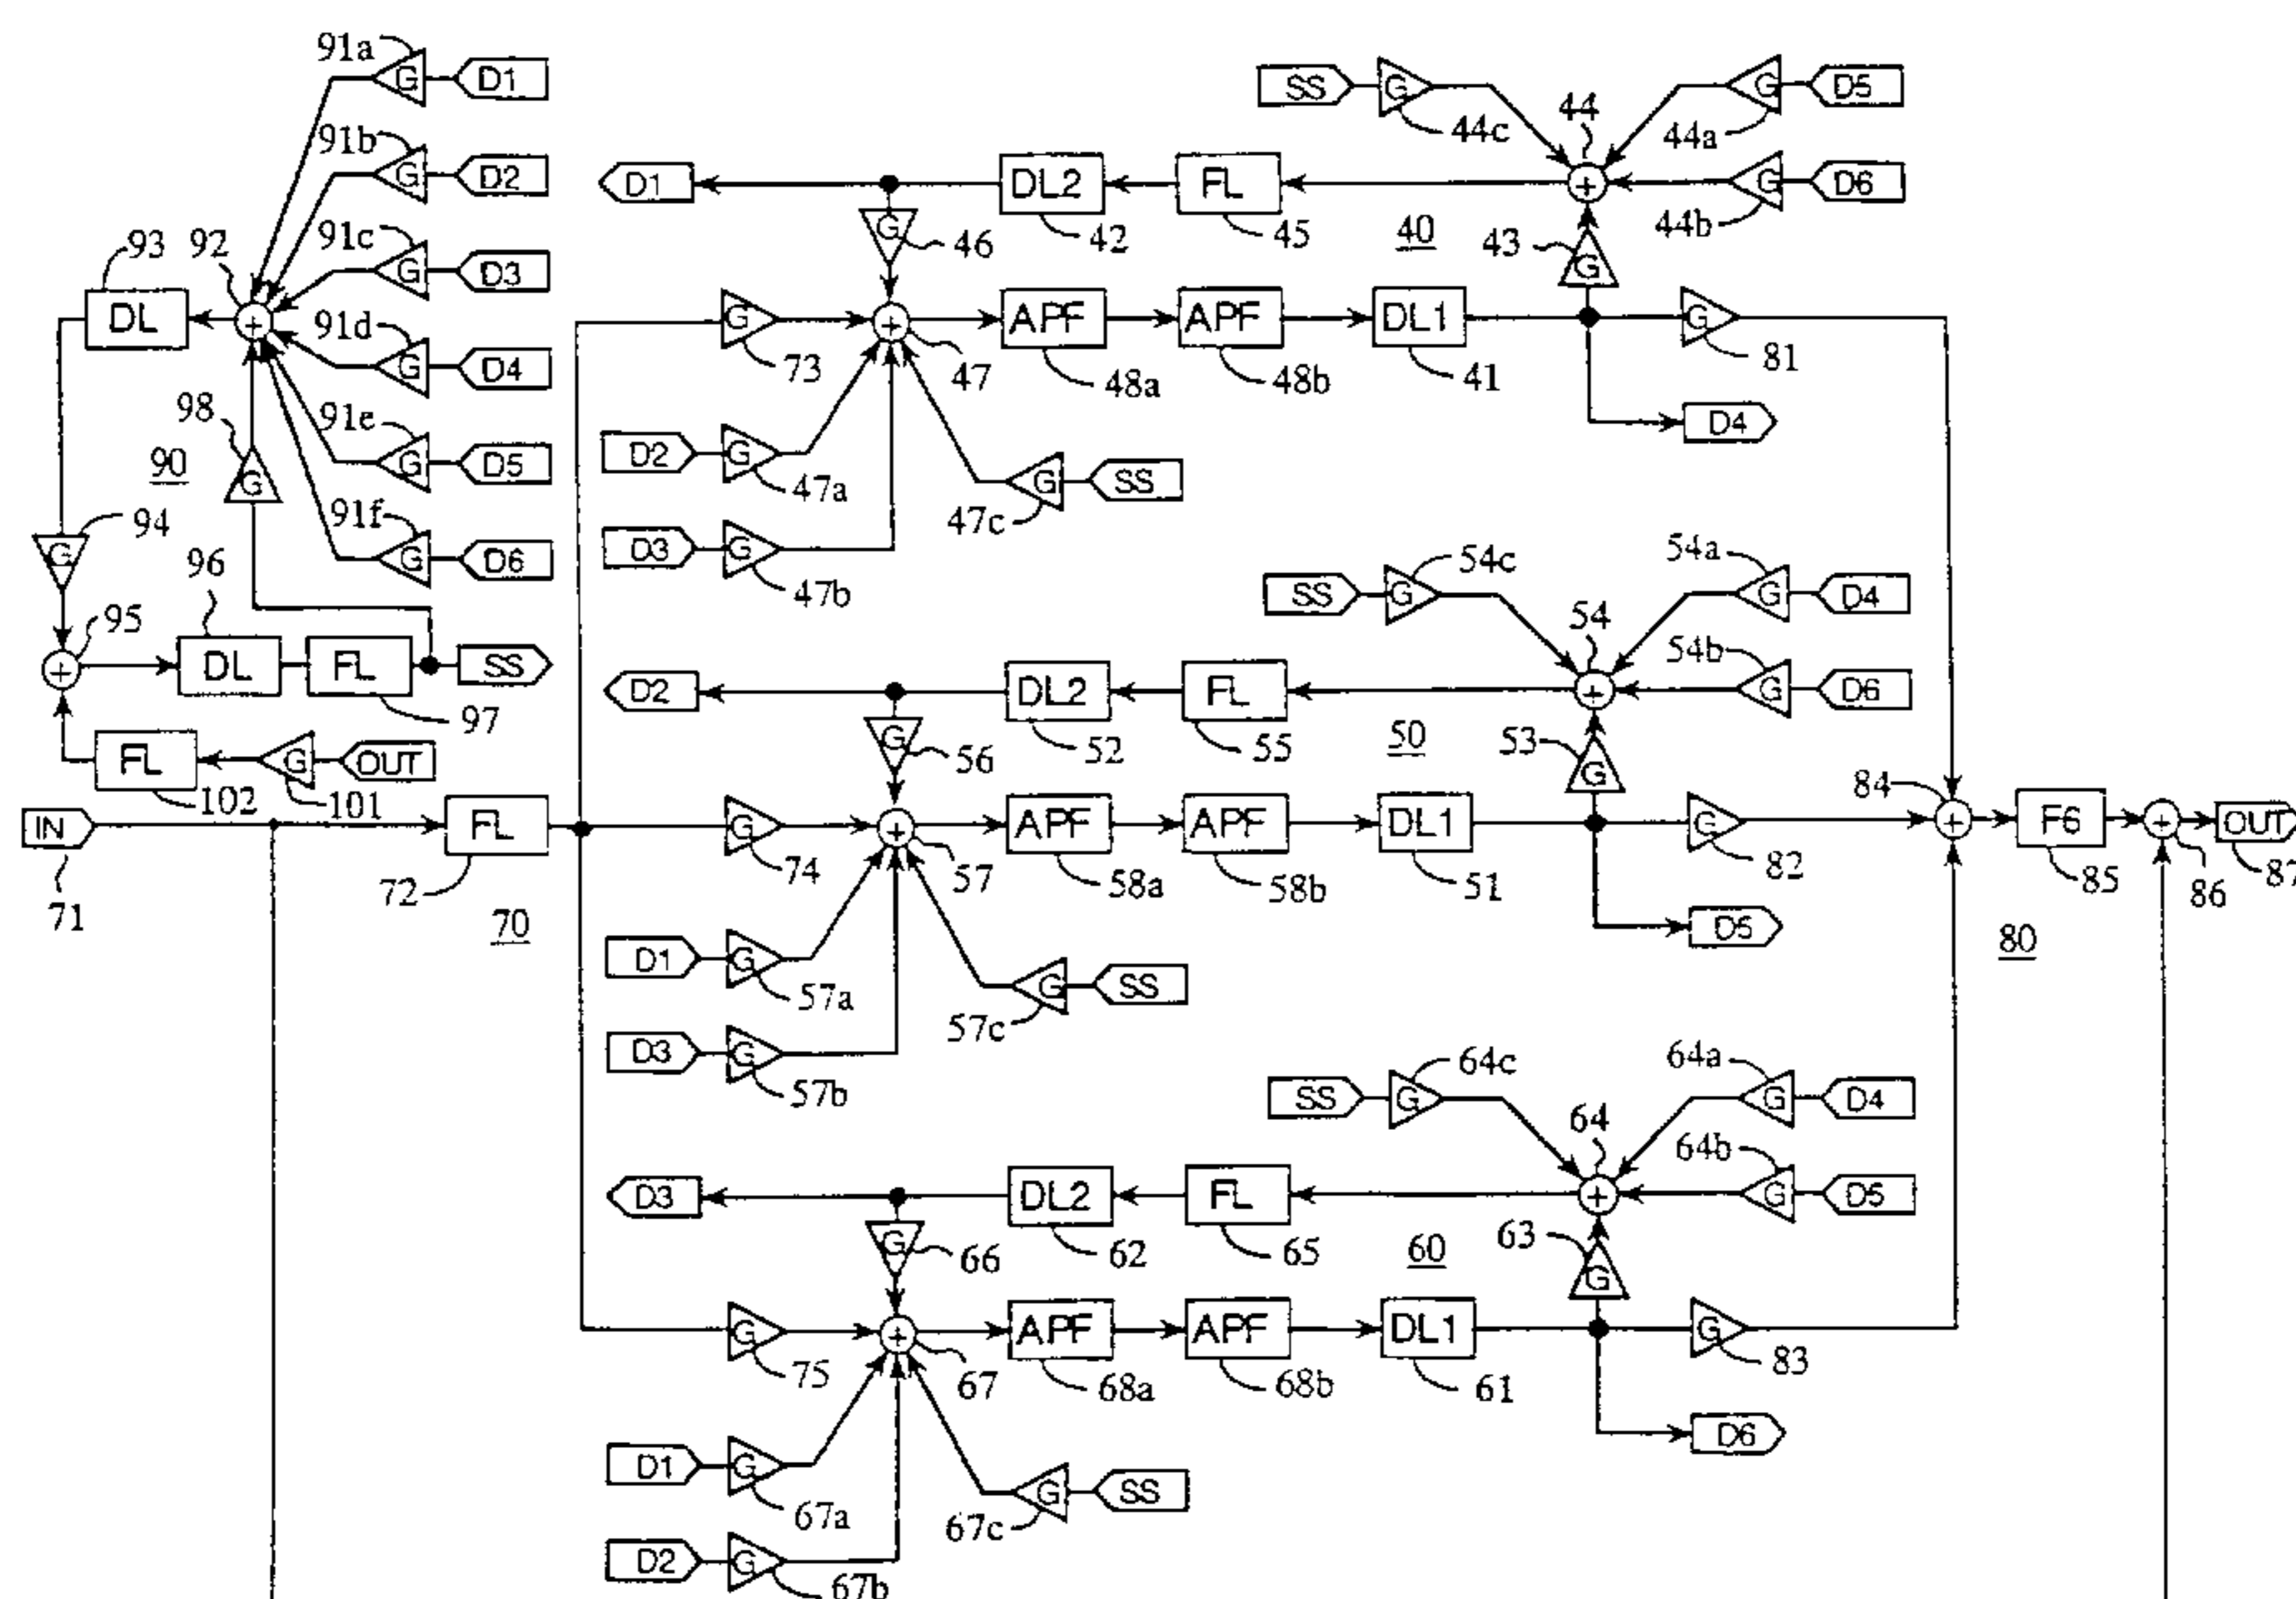 91a
G
D1
91b
G
D2
91c
G
D3
91d
G
D4
91e
G
D5
91f
G
D6
93
DL
92
+
98
G
90
94
G
95
+
96
DL
FL
97
SS
FL
102
G
101
OUT
IN
71
FL
72
70
SS
G
44c
44
+
44a
G
D5
44b
G
D6
D1
DL2
42
FL
45
40
43
G
G
46
G
73
+
47
APF
48a
APF
48b
DL1
41
G
81
D4
D2
G
47a
D3
G
47b
G
47c
SS
SS
G
54c
54
+
54a
G
D4
54b
G
D6
D2
DL2
52
FL
55
50
53
G
G
56
G
74
+
57
APF
58a
APF
58b
DL1
51
G
82
D5
D1
G
57a
D3
G
57b
G
57c
SS
84
+
F6
85
+
86
OUT
87
80
SS
G
64c
64
+
64a
G
D4
64b
G
D5
D3
DL2
62
FL
65
60
63
G
G
66
G
75
+
67
APF
68a
APF
68b
DL1
61
G
83
D6
D1
G
67a
D2
G
67b
G
67c
SS